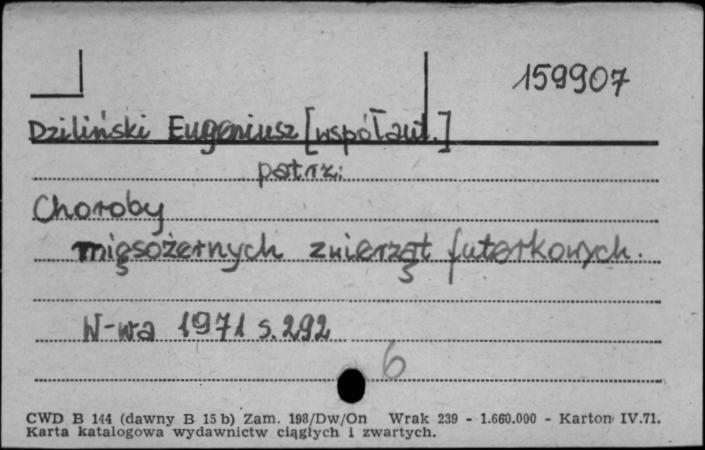 159907
Dziliński Eugeniusz [współaut.]
patrz:
Choroby
mięsożernych zwierząt futerkowych.
W-wa 1971 s. 292
6
CWD B 144 (dawny B 15 b) Zam. 198/Dw/On Wrak 239 - 1.660.000 - Karton IV.71.
Karta katalogowa wydawnictw ciągłych i zwartych.